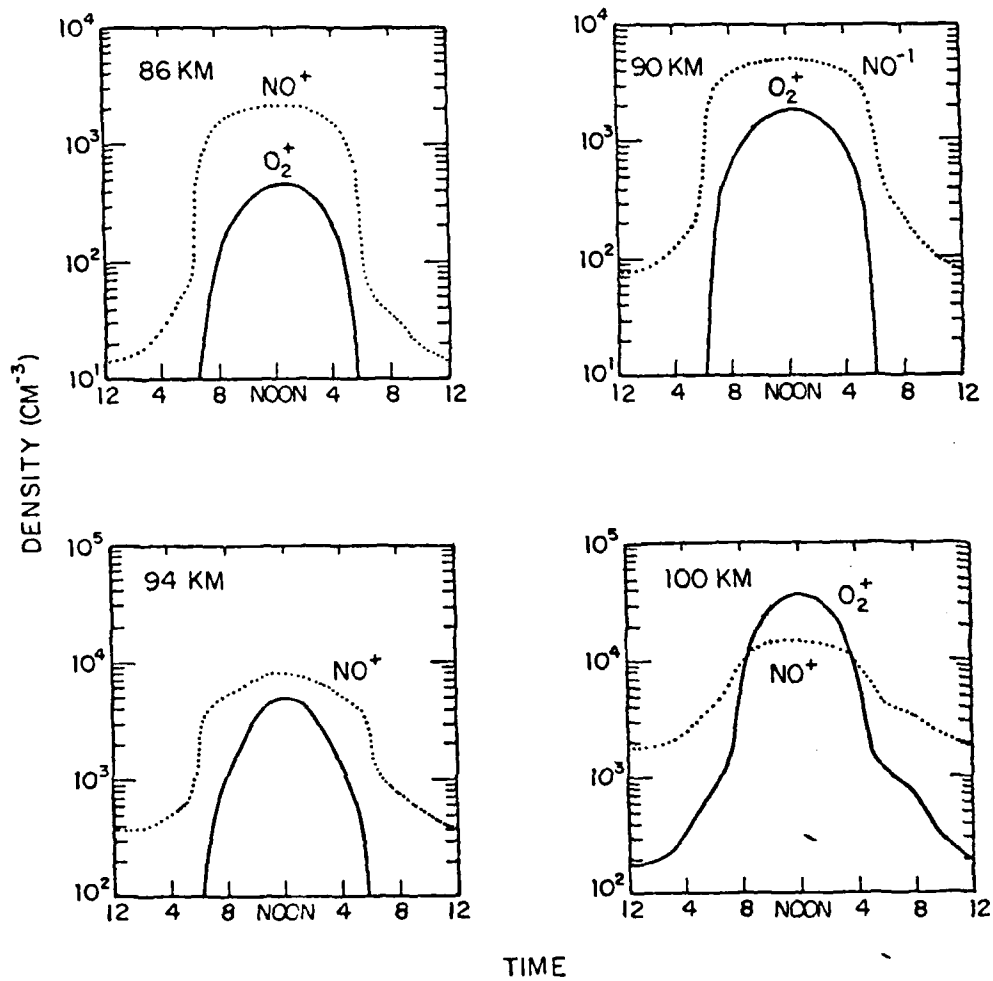 86 KM
NO⁺
O₂⁺
10⁴
10³
10²
10¹
12 4 8 NOON 4 12
90 KM
NO⁻¹
O₂⁺
10⁴
10³
10²
10¹
12 4 8 NOON 4 12
DENSITY (CM⁻³)
94 KM
NO⁺
10⁵
10⁴
10³
10²
12 4 8 NOON 4 8 12
100 KM
O₂⁺
NO⁺
10⁵
10⁴
10³
10²
12 4 8 NOON 4 8 12
TIME